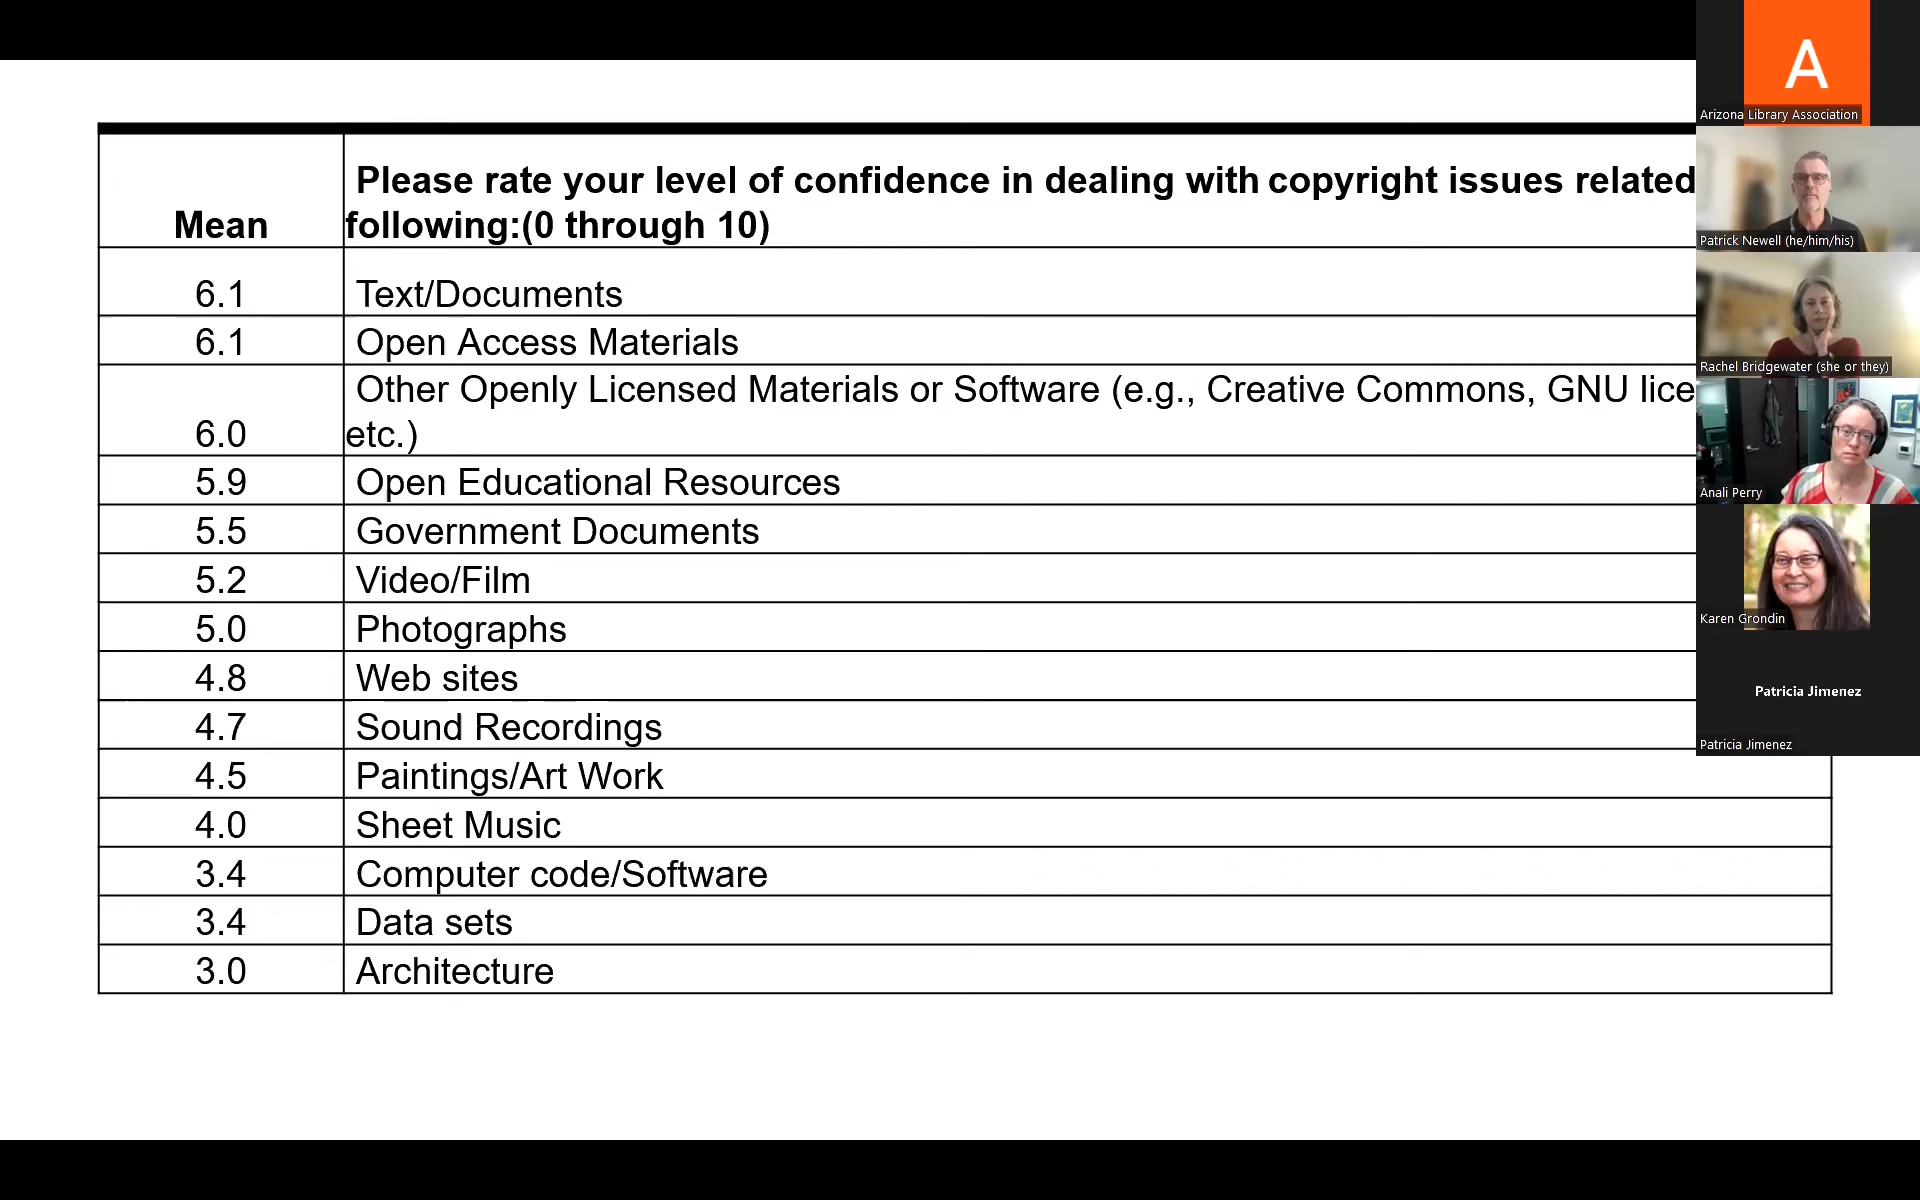 Mean
Please rate your level of confidence in dealing with copyright issues related
following:(0 through 10)
6.1 Text/Documents
6.1 Open Access Materials
Other Openly Licensed Materials or Software (e.g., Creative Commons, GNU lice
6.0 etc.)
5.9 Open Educational Resources
5.5 Government Documents
5.2 Video/Film
5.0 Photographs
4.8 Web sites
4.7 Sound Recordings
4.5 Paintings/Art Work
4.0 Sheet Music
3.4 Computer code/Software
3.4 Data sets
3.0 Architecture
A
Arizona Library Association
Patrick Newell (he/him/his)
Rachel Bridgewater (she or they)
Anali Perry
Karen Grondin
Patricia Jimenez
Patricia Jimenez